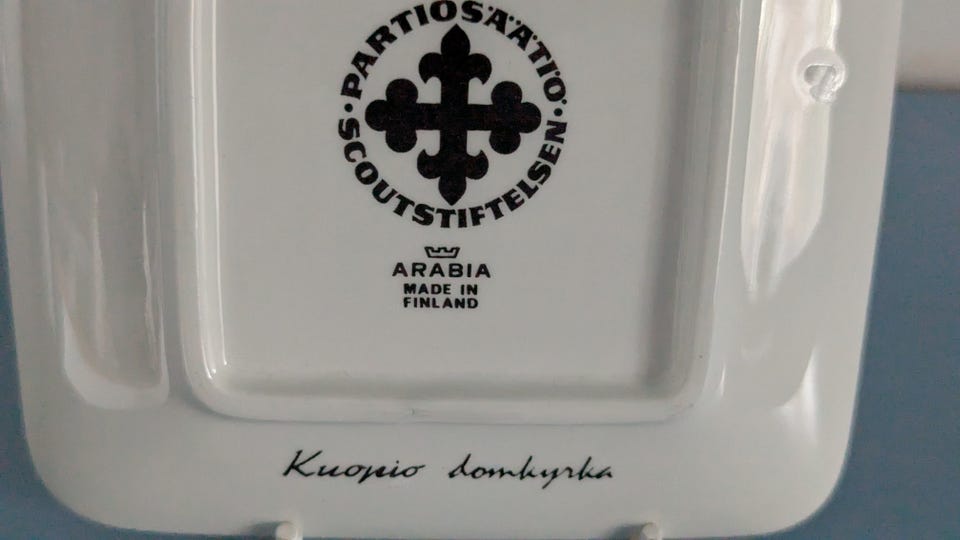 PARTIOSÄÄTIÖ
SCOUTSTIFTELSEN
ARABIA
MADE IN
FINLAND
Kuopio domkyrka